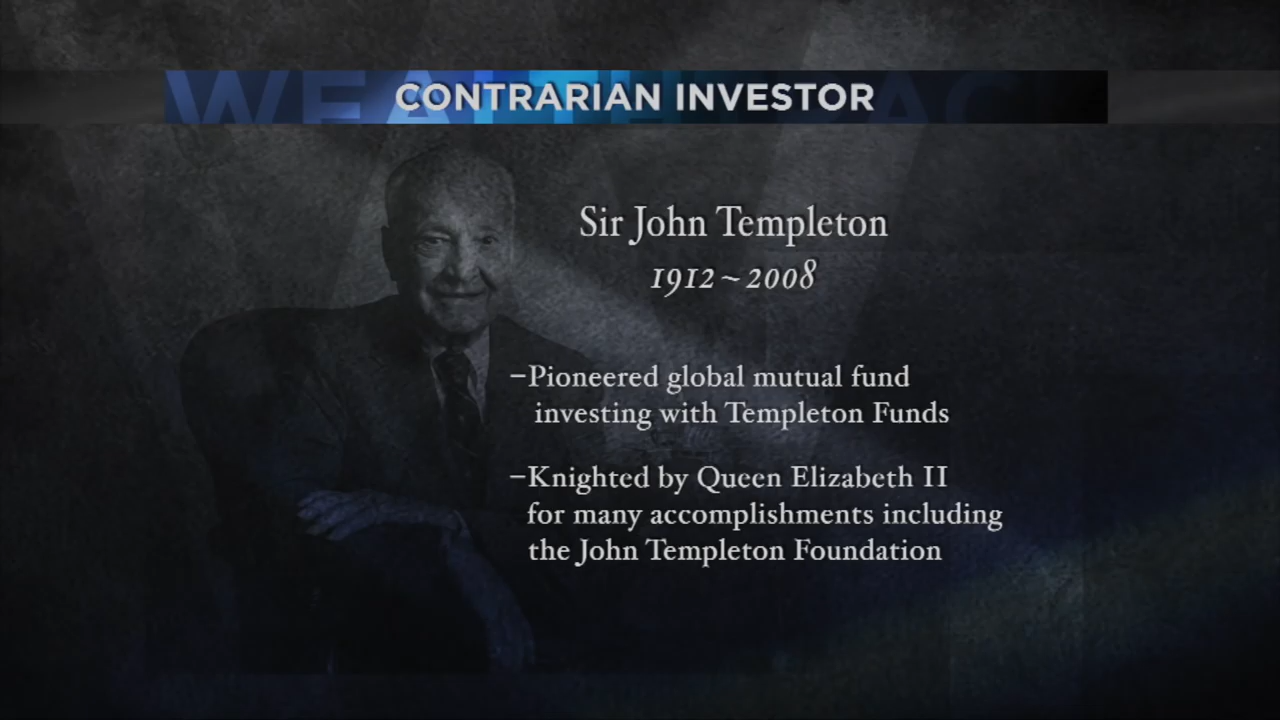 CONTRARIAN INVESTOR
Sir John Templeton
1912~2008
–Pioneered global mutual fund
investing with Templeton Funds
–Knighted by Queen Elizabeth II
for many accomplishments including
the John Templeton Foundation